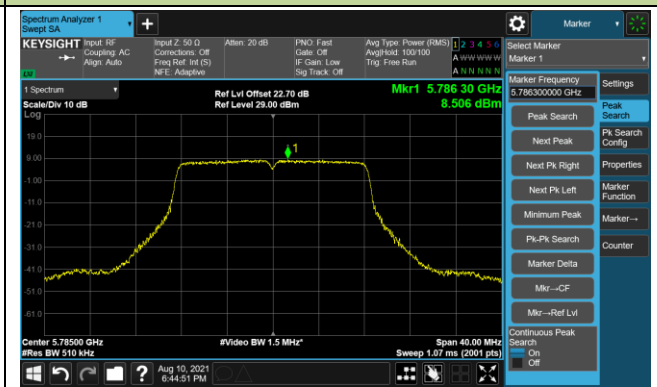 Spectrum Analyzer 1
Swept SA
+
Marker
KEYSIGHT
Input: RF
Coupling: AC
Align: Auto
Input Z: 50 Ω
Corrections: Off
Freq Ref: Int (S)
NFE: Adaptive
Atten: 20 dB
PNO: Fast
Gate: Off
IF Gain: Low
Sig Track: Off
Avg Type: Power (RMS)
Avg|Hold: 100/100
Trig: Free Run
1 2 3 4 5 6
A W W W W W
A N N N N N
1 Spectrum
Scale/Div 10 dB
Log
Ref Lvl Offset 22.70 dB
Ref Level 29.00 dBm
Mkr1 5.786 30 GHz
8.506 dBm
1
19.0
9.00
-1.00
-11.0
-21.0
-31.0
-41.0
-51.0
-61.0
Center 5.78500 GHz
#Res BW 510 kHz
#Video BW 1.5 MHz*
Span 40.00 MHz
Sweep 1.07 ms (2001 pts)
Aug 10, 2021
6:44:51 PM
?
Select Marker
Marker 1
Marker Frequency
5.786300000 GHz
Peak Search
Next Peak
Next Pk Right
Next Pk Left
Minimum Peak
Pk-Pk Search
Marker Delta
Mkr→CF
Mkr→Ref Lvl
Continuous Peak
Search
On
Off
Settings
Peak
Search
Pk Search
Config
Properties
Marker
Function
Marker→
Counter